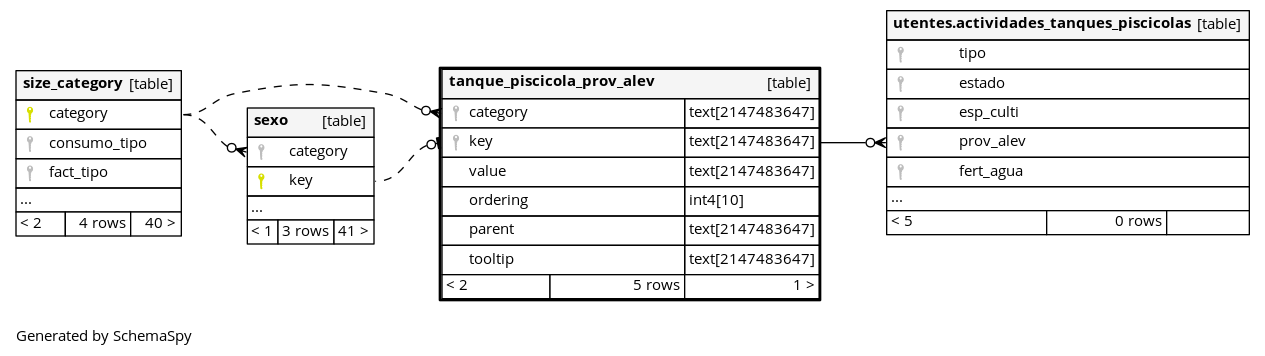 size_category [table]
category
consumo_tipo
fact_tipo
...
< 2 4 rows 40 >
sexo [table]
category
key
...
< 1 3 rows 41 >
tanque_piscicola_prov_alev [table]
category text[2147483647]
key text[2147483647]
value text[2147483647]
ordering int4[10]
parent text[2147483647]
tooltip text[2147483647]
< 2 5 rows 1 >
utentes.actividades_tanques_piscicolas [table]
tipo
estado
esp_culti
prov_alev
fert_agua
...
< 5 0 rows
Generated by SchemaSpy